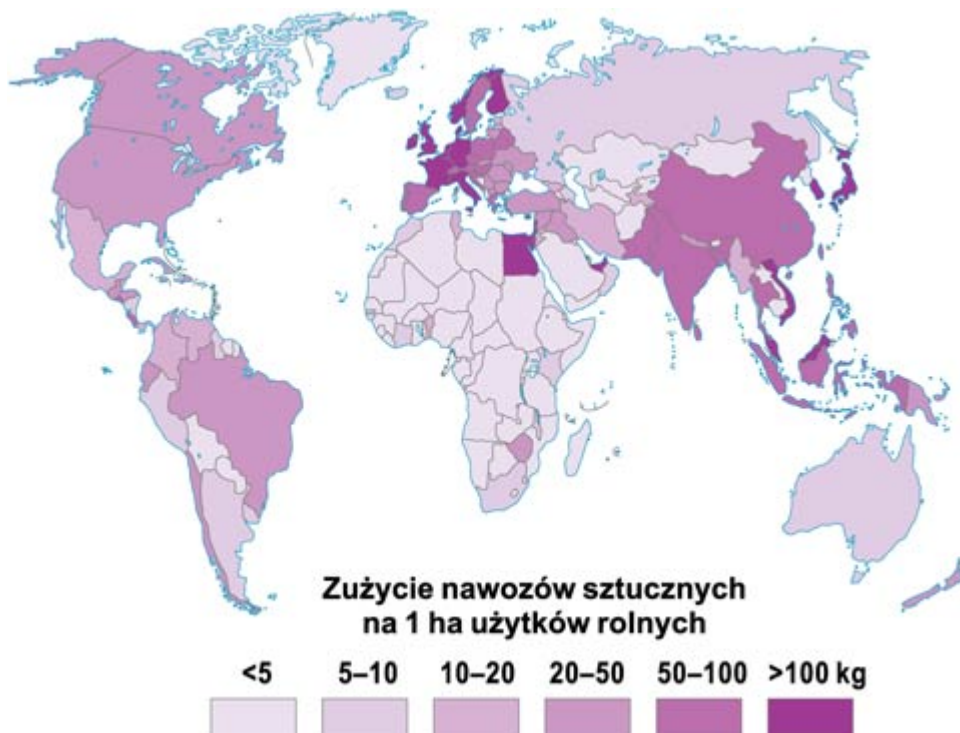 Zużycie nawozów sztucznych
na 1 ha użytków rolnych
<5 5–10 10–20 20–50 50–100 >100 kg